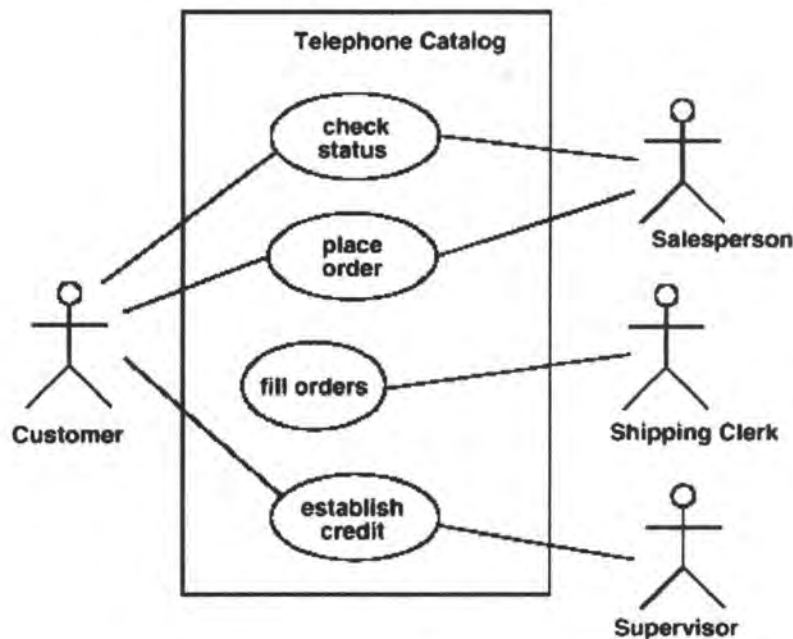 Telephone Catalog
check
status
place
order
fill orders
establish
credit
Customer
Salesperson
Shipping Clerk
Supervisor